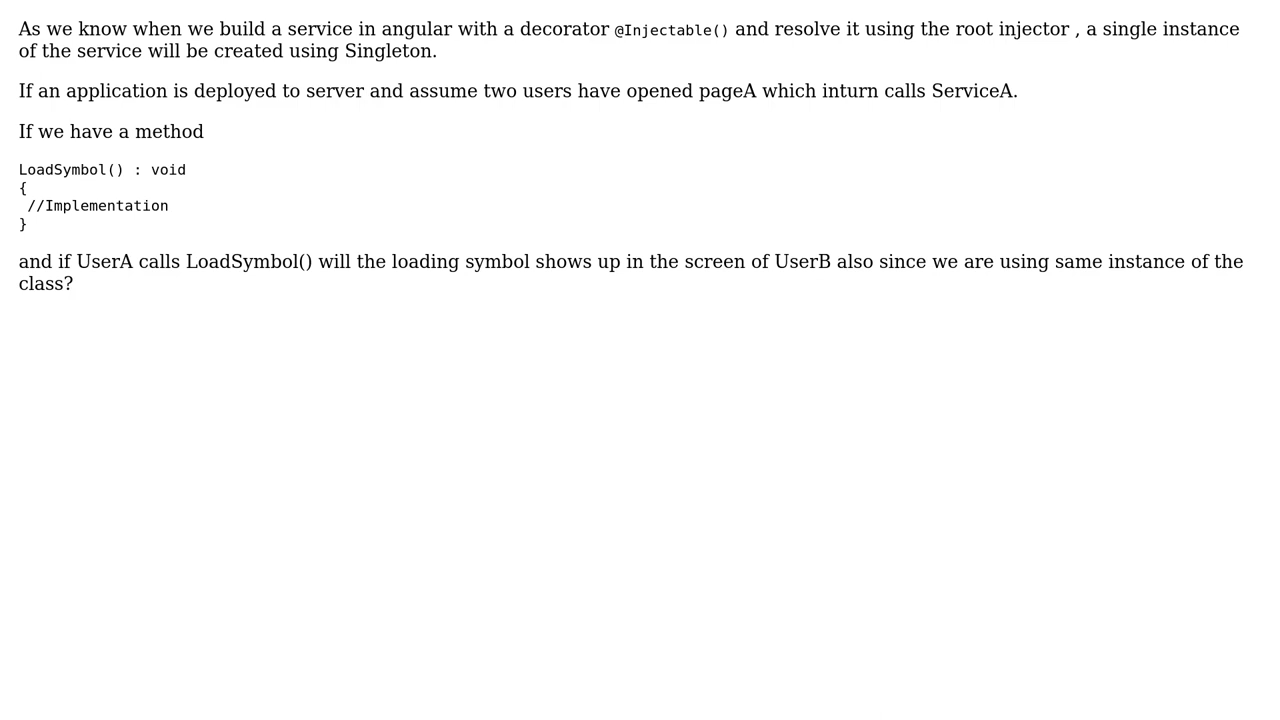 As we know when we build a service in angular with a decorator @Injectable() and resolve it using the root injector , a single instance
of the service will be created using Singleton.
If an application is deployed to server and assume two users have opened pageA which inturn calls ServiceA.
If we have a method
LoadSymbol() : void
{
 //Implementation
}
and if UserA calls LoadSymbol() will the loading symbol shows up in the screen of UserB also since we are using same instance of the
class?